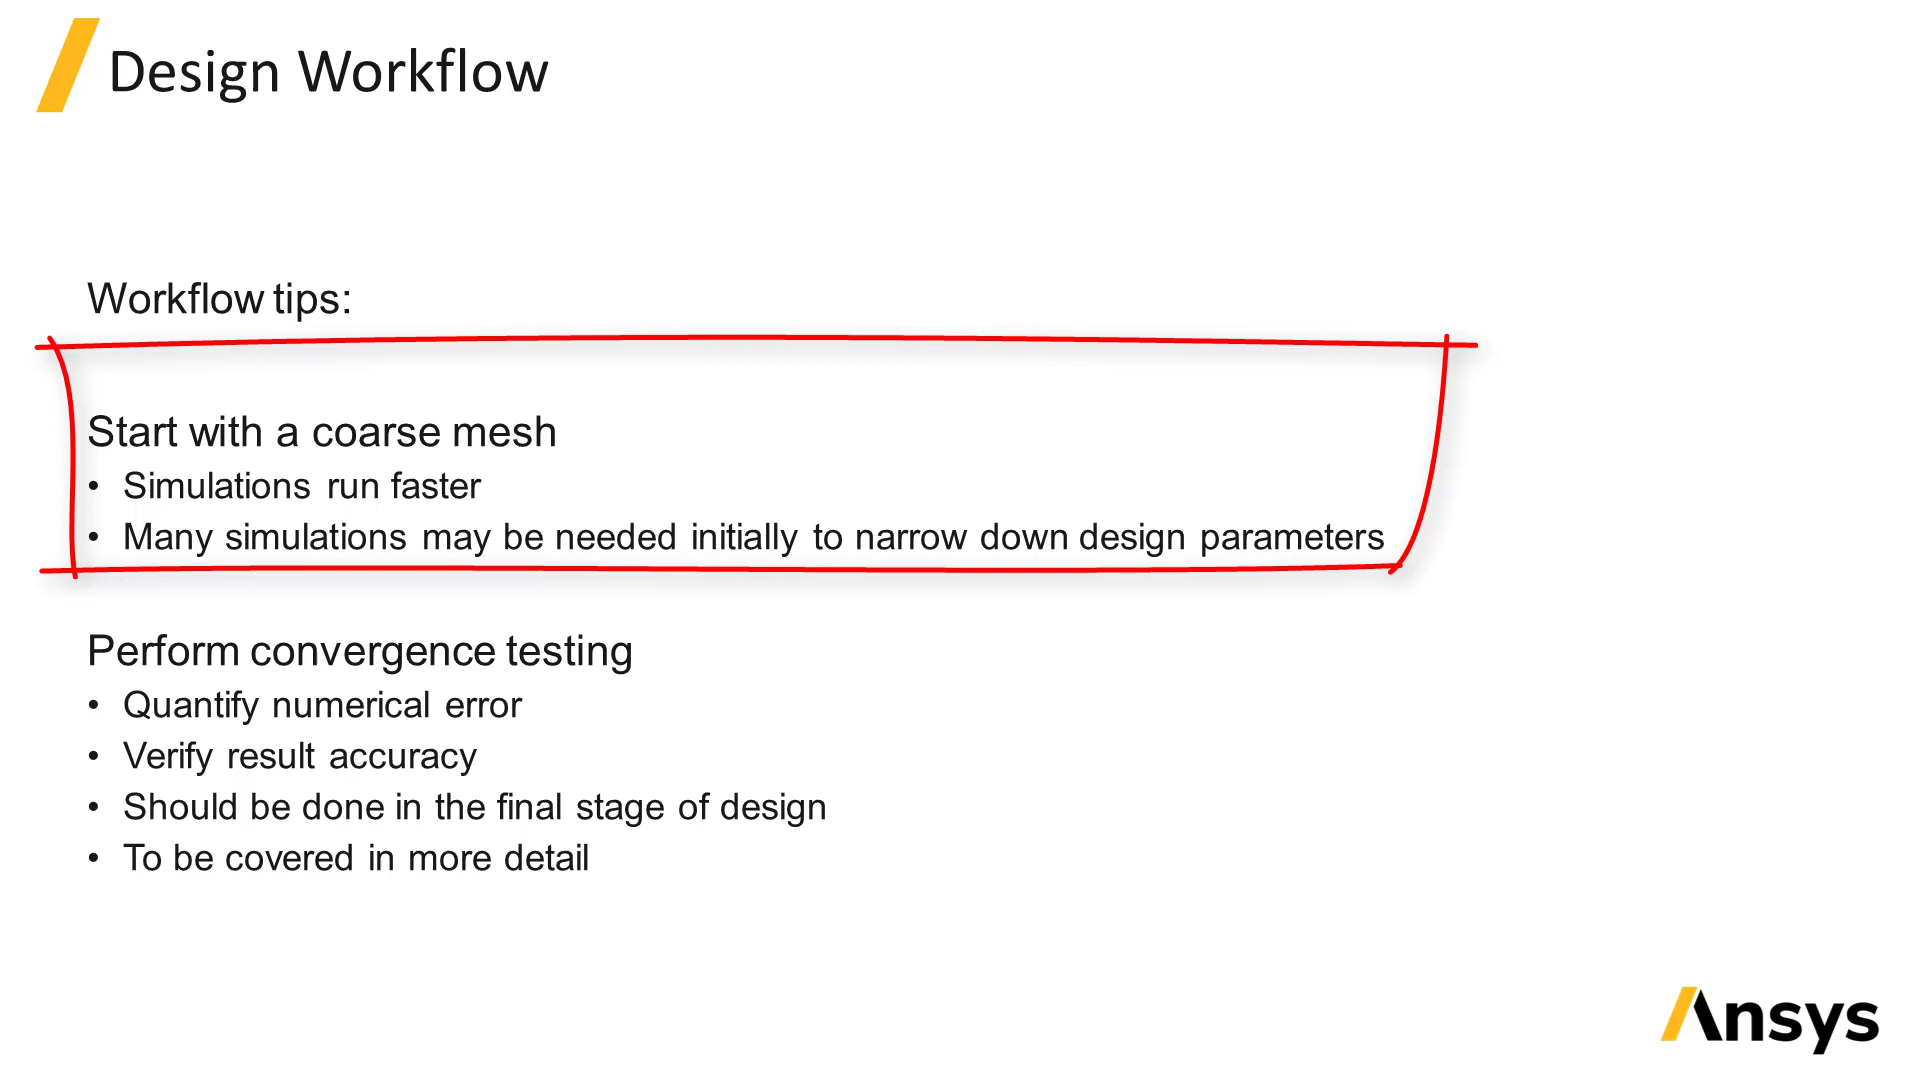 Design Workflow
Workflow tips:
Start with a coarse mesh
• Simulations run faster
• Many simulations may be needed initially to narrow down design parameters
Perform convergence testing
• Quantify numerical error
• Verify result accuracy
• Should be done in the final stage of design
• To be covered in more detail
Ansys